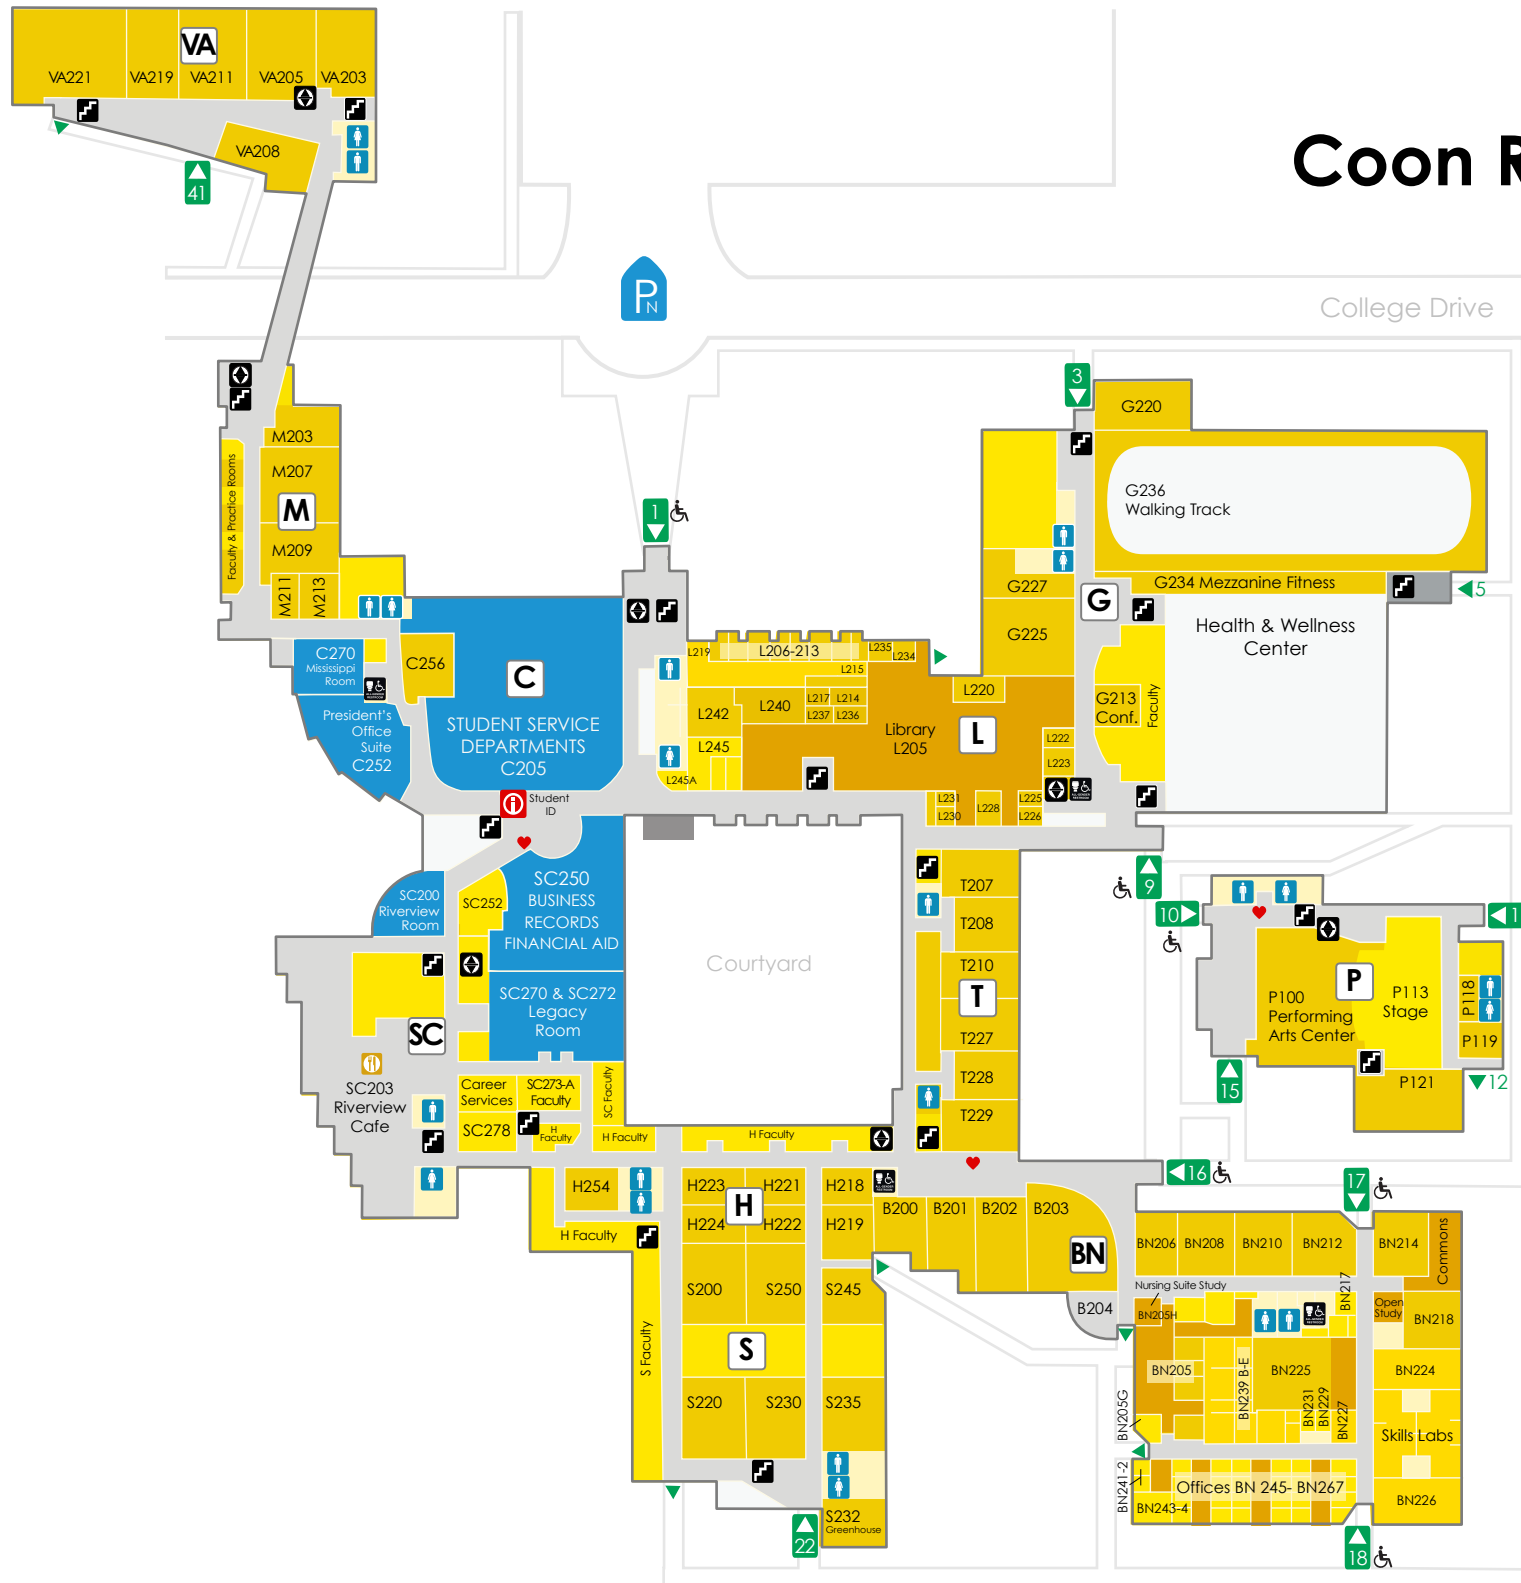 VA
VA221
VA219
VA211
VA205
VA203
VA208
41
Coon R
P
N
College Drive
3
G220
M203
M207
Faculty & Practice Rooms
M
M209
M211
M213
1
G236
Walking Track
G227
G
G234 Mezzanine Fitness
5
G225
Health & Wellness
Center
C270
Mississippi
Room
C256
C
L219
L206-213
L235
L234
L215
President's
Office
Suite
C252
STUDENT SERVICE
DEPARTMENTS
C205
L242
L240
L217
L214
L237
L236
L220
G213
Conf.
Faculty
L245
Library
L205
L
L222
L223
L245A
ALL-GENDER
RESTROOM
Student
ID
L231
L230
L228
L225
L226
SC250
BUSINESS
RECORDS
FINANCIAL AID
SC200
Riverview
Room
SC252
T207
T208
9
10
1
Courtyard
T210
T
T227
SC270 & SC272
Legacy
Room
SC
P
P100
Performing
Arts Center
P113
Stage
P118
P119
SC203
Riverview
Cafe
Career
Services
SC273-A
Faculty
SC Faculty
T228
T229
15
P121
12
SC278
H
Faculty
H Faculty
H Faculty
16
17
H254
H223
H221
H218
H
H224
H222
H219
B200
B201
B202
B203
H Faculty
BN
BN206
BN208
BN210
BN212
BN214
Commons
S200
S250
S245
B204
Nursing Suite Study
BN205H
BN217
Open
Study
BN218
S Faculty
S
BN205
BN239 B-E
BN225
BN224
S220
S230
S235
BN205G
BN231
BN229
BN227
Skills Labs
BN241-2
Offices BN 245- BN267
BN243-4
BN226
S232
Greenhouse
22
18